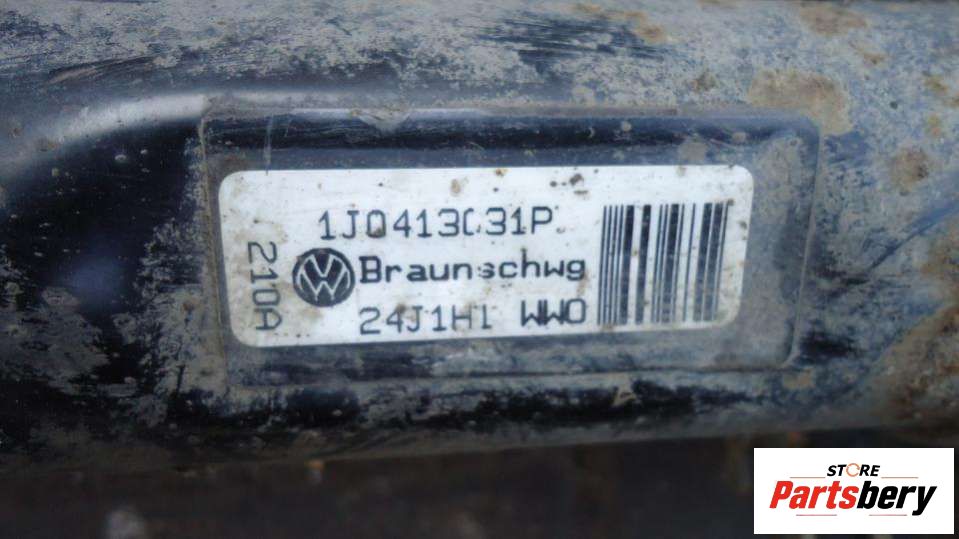 1J0413031P
210A
Braunschwg
24J1H1 WWO
STORE
Partsbery